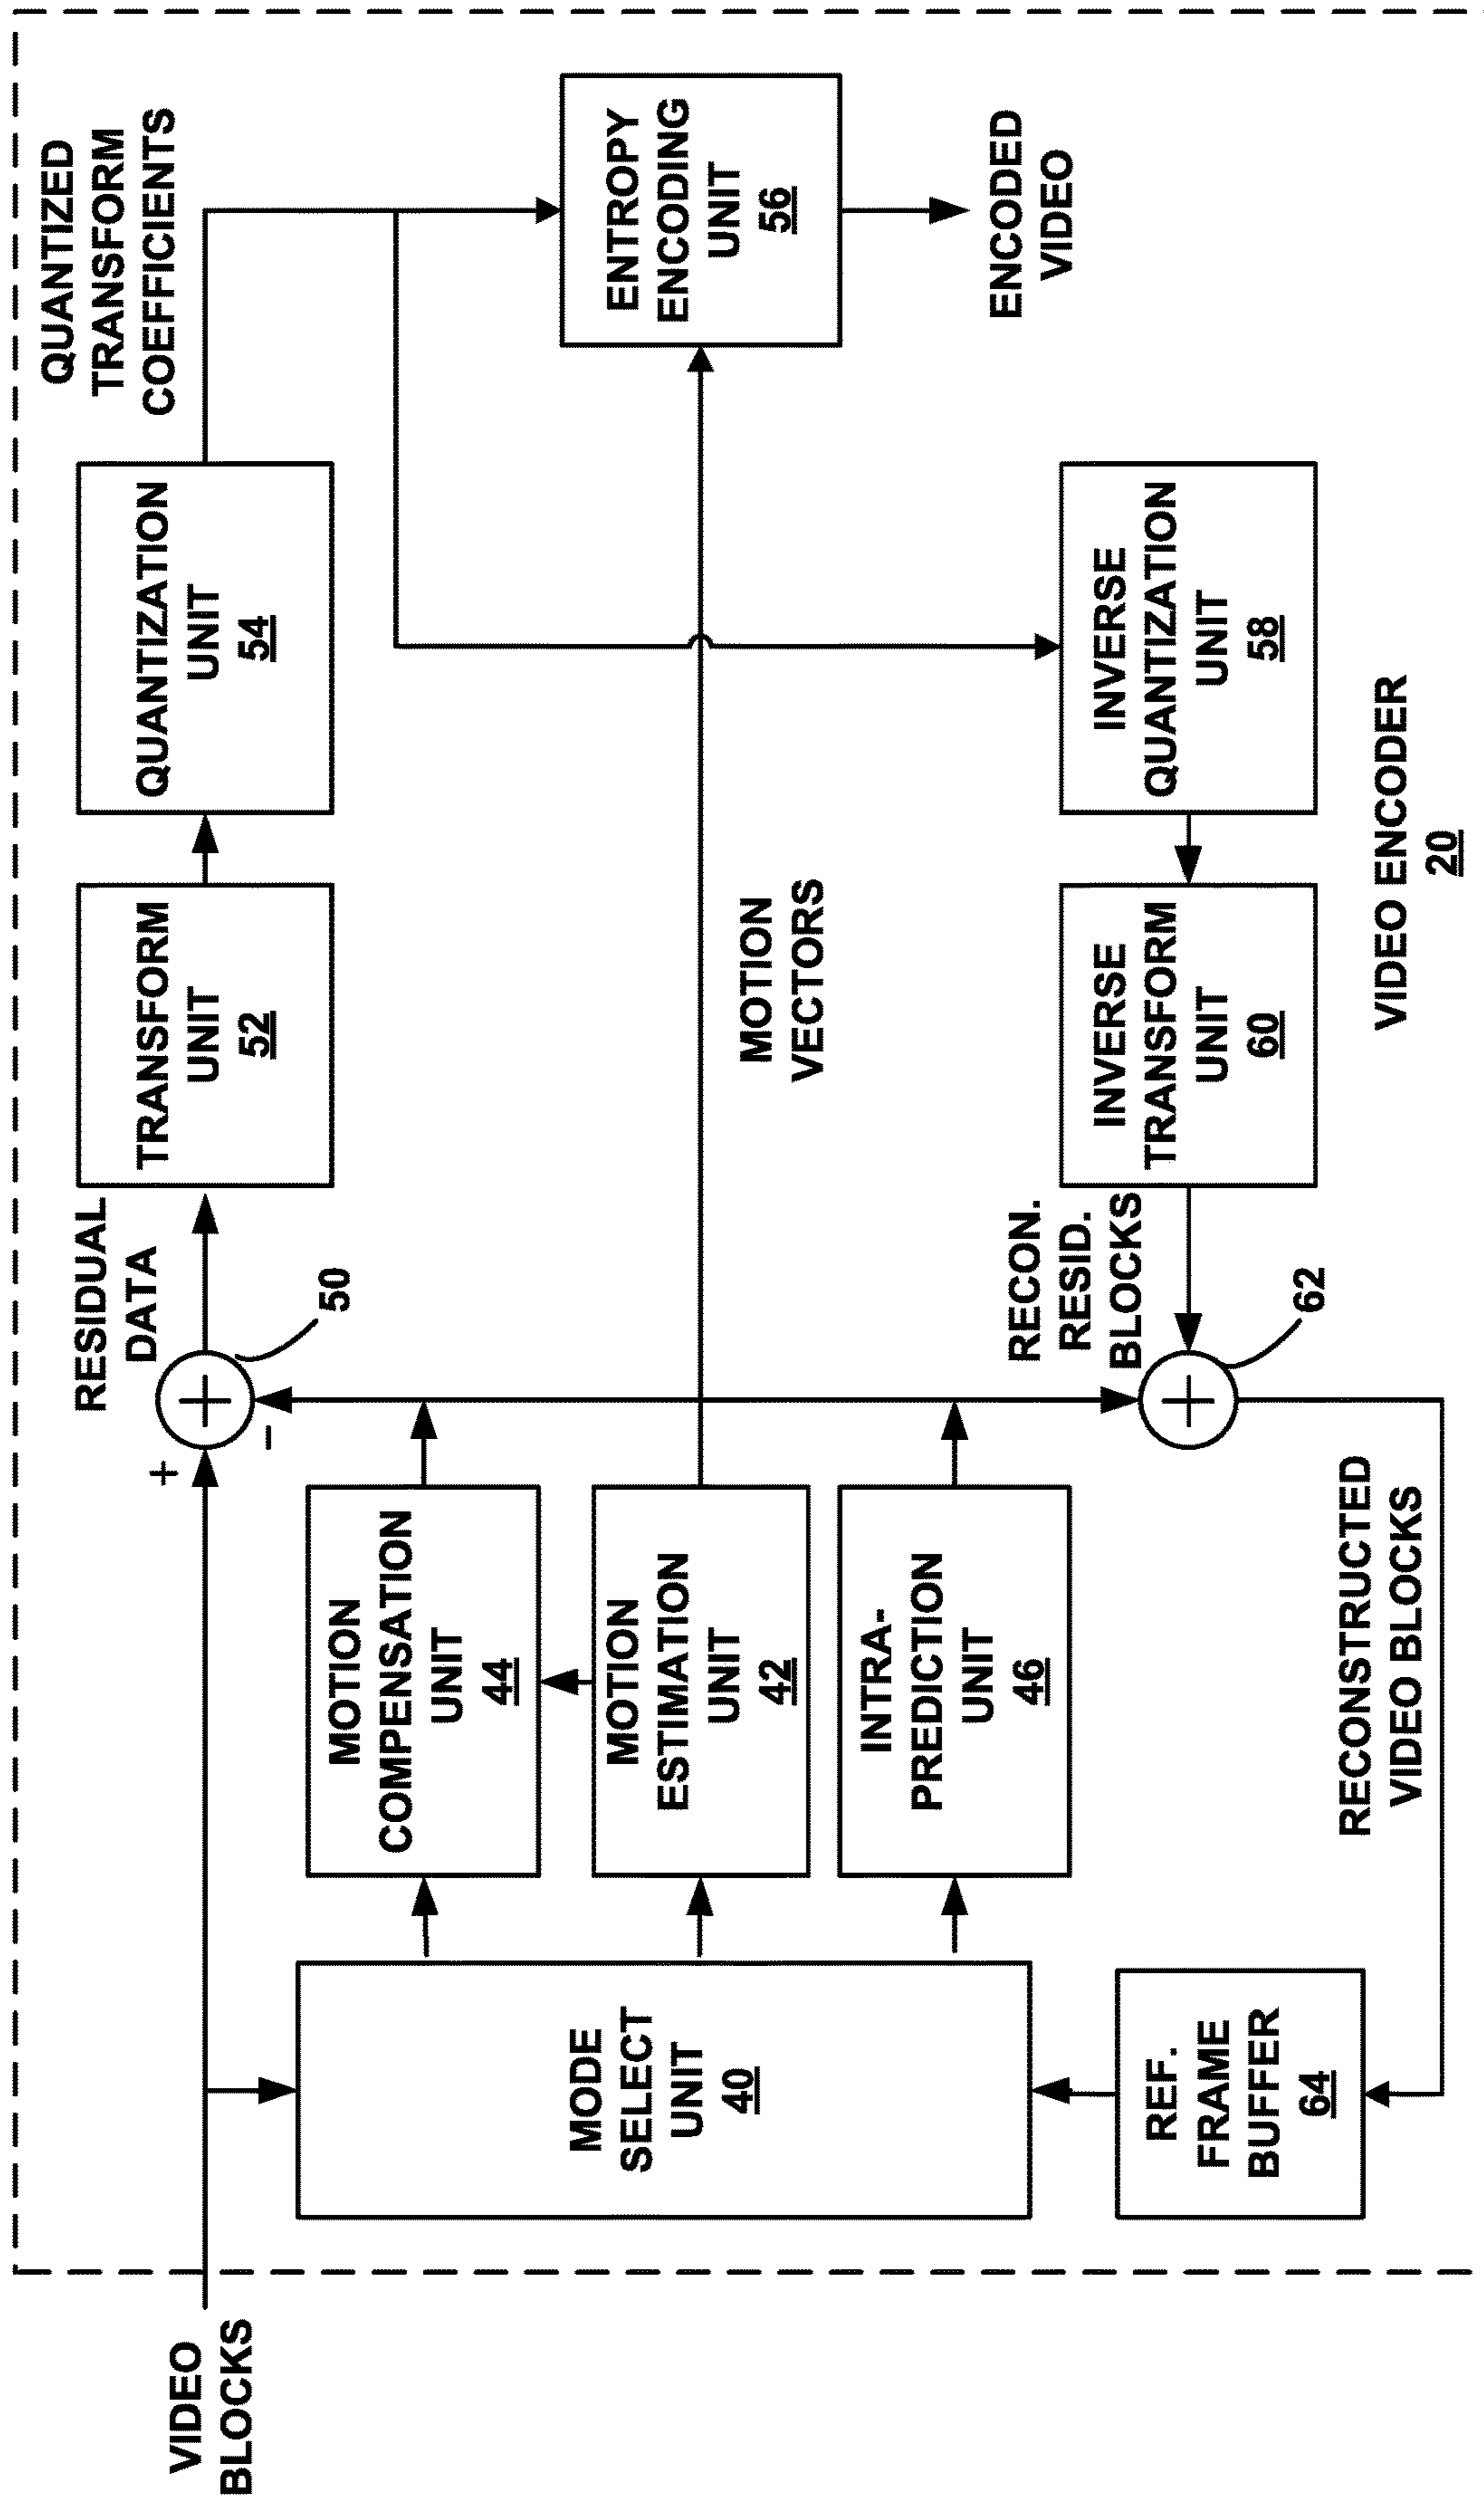 VIDEO
BLOCKS
MODE
SELECT
UNIT
40
REF.
FRAME
BUFFER
64
MOTION
COMPENSATION
UNIT
44
MOTION
ESTIMATION
UNIT
42
INTRA-
PREDICTION
UNIT
46
RECONSTRUCTED
VIDEO BLOCKS
+
-
50
RESIDUAL
DATA
62
RECON.
RESID.
BLOCKS
TRANSFORM
UNIT
52
MOTION
VECTORS
INVERSE
TRANSFORM
UNIT
60
QUANTIZATION
UNIT
54
INVERSE
QUANTIZATION
UNIT
58
VIDEO ENCODER
20
QUANTIZED
TRANSFORM
COEFFICIENTS
ENTROPY
ENCODING
UNIT
56
ENCODED
VIDEO